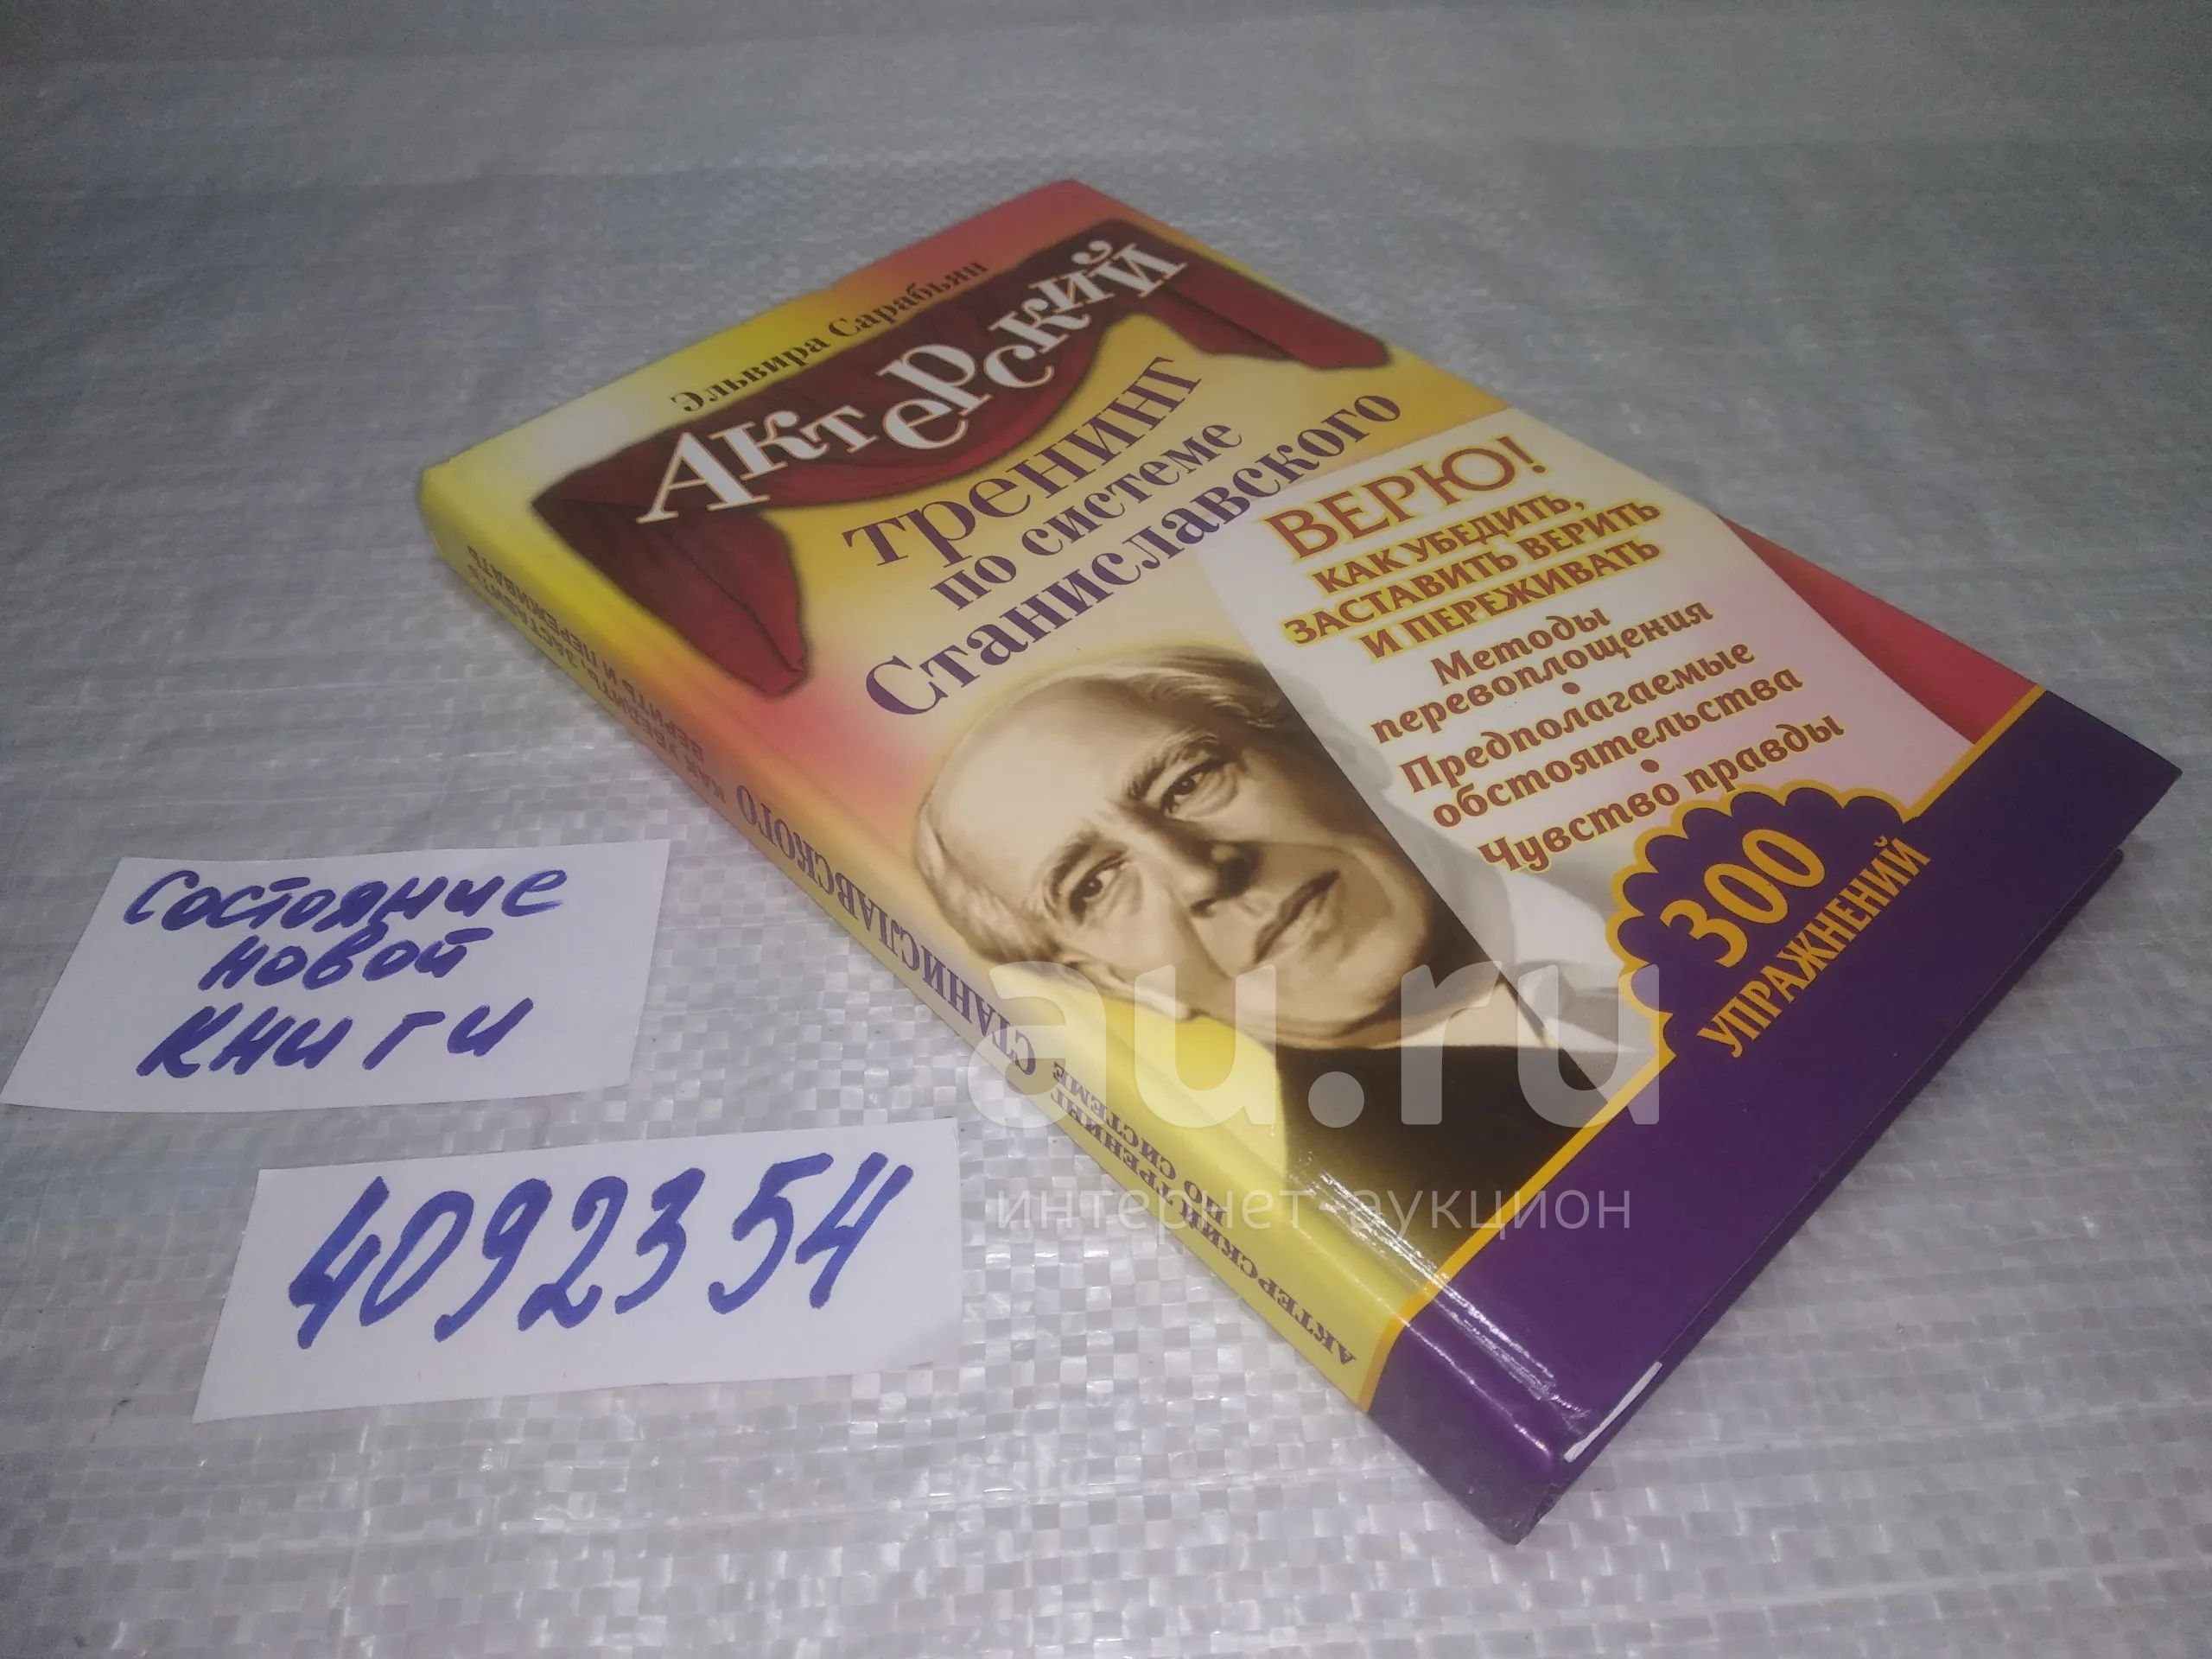 Эльвира Сарабьян
Актерский
тренинг
по системе
Станиславского
ВЕРЮ!
КАК УБЕДИТЬ,
ЗАСТАВИТЬ ВЕРИТЬ
И ПЕРЕЖИВАТЬ
Методы
перевоплощения
•
Предполагаемые
обстоятельства
•
Чувство правды
300
УПРАЖНЕНИЙ
АКТЕРСКИЙ ТРЕНИНГ
ПО СИСТЕМЕ
СТАНИСЛАВСКОГО
КАК УБЕДИТЬ, ЗАСТАВИТЬ
ВЕРИТЬ И ПЕРЕЖИВАТЬ
Состояние
новой
книги
4092354
au.ru
интернет-аукцион